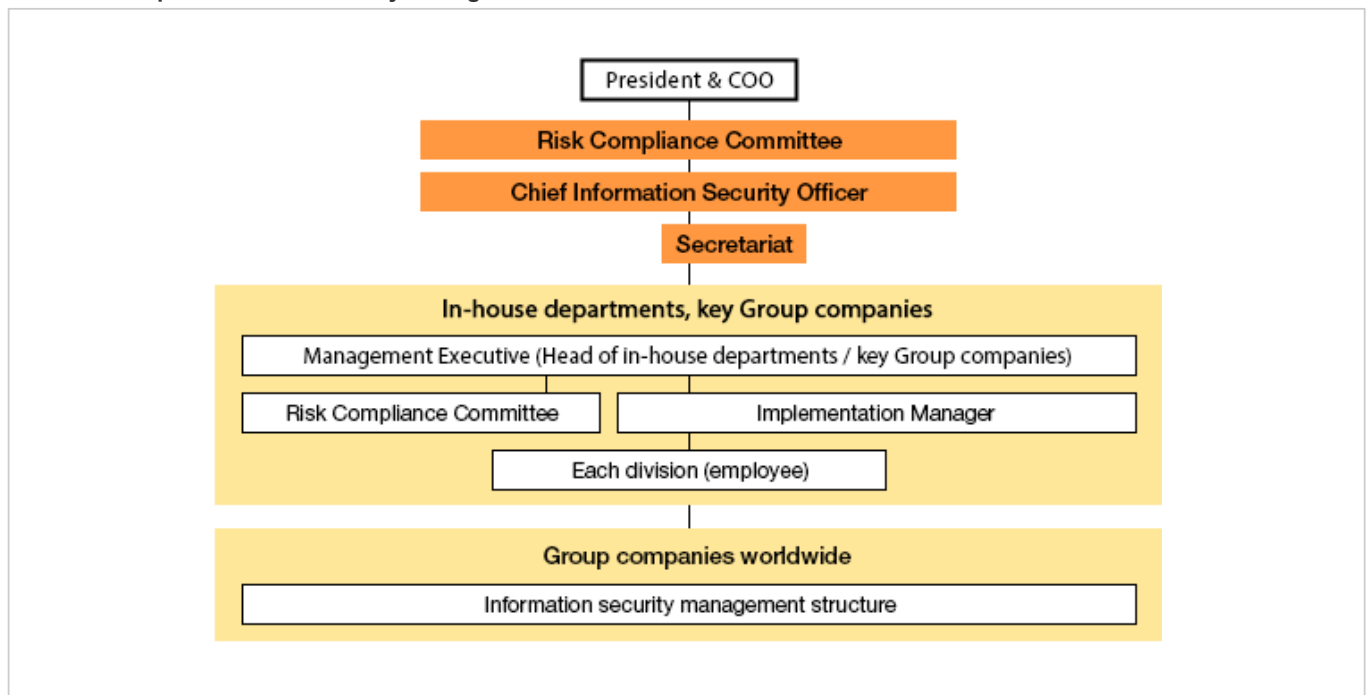 President & COO
Risk Compliance Committee
Chief Information Security Officer
Secretariat
In-house departments, key Group companies
Management Executive (Head of in-house departments / key Group companies)
Risk Compliance Committee
Implementation Manager
Each division (employee)
Group companies worldwide
Information security management structure